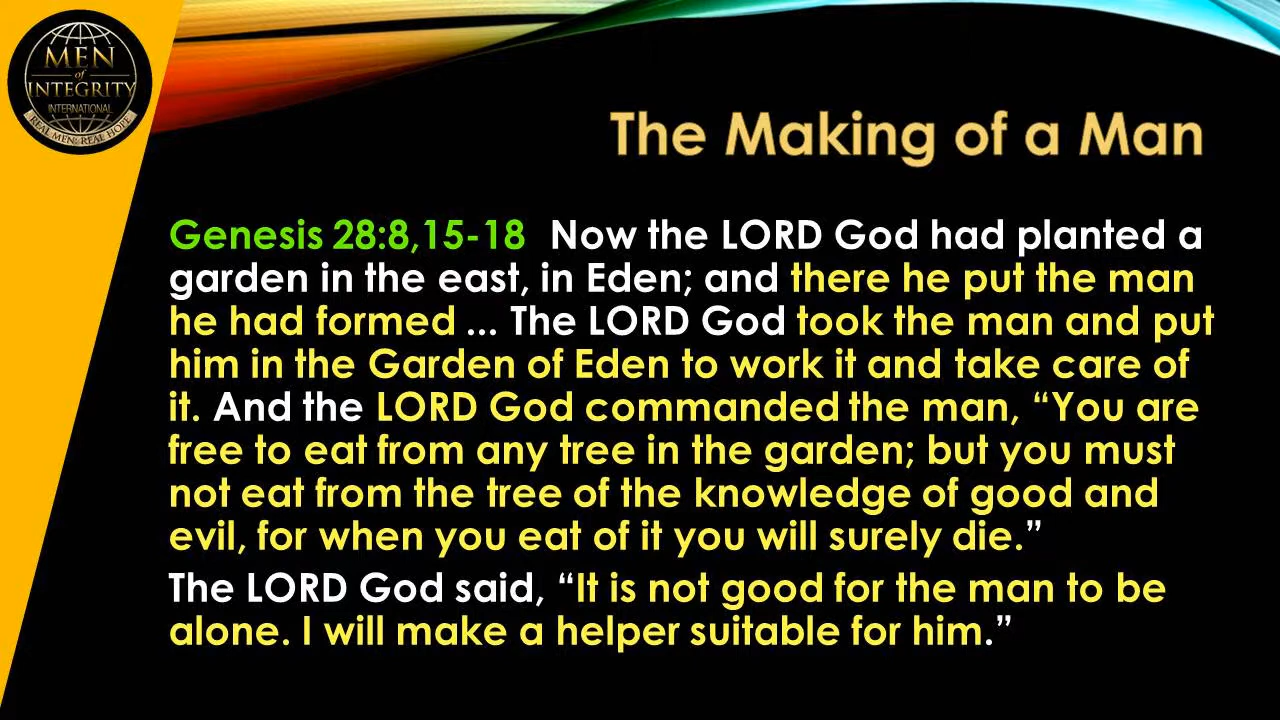 MEN
of
INTEGRITY
INTERNATIONAL
REAL MEN: REAL HOPE
The Making of a Man
Genesis 28:8,15-18 Now the LORD God had planted a
garden in the east, in Eden; and there he put the man
he had formed ... The LORD God took the man and put
him in the Garden of Eden to work it and take care of
it. And the LORD God commanded the man, “You are
free to eat from any tree in the garden; but you must
not eat from the tree of the knowledge of good and
evil, for when you eat of it you will surely die.”
The LORD God said, “It is not good for the man to be
alone. I will make a helper suitable for him.”